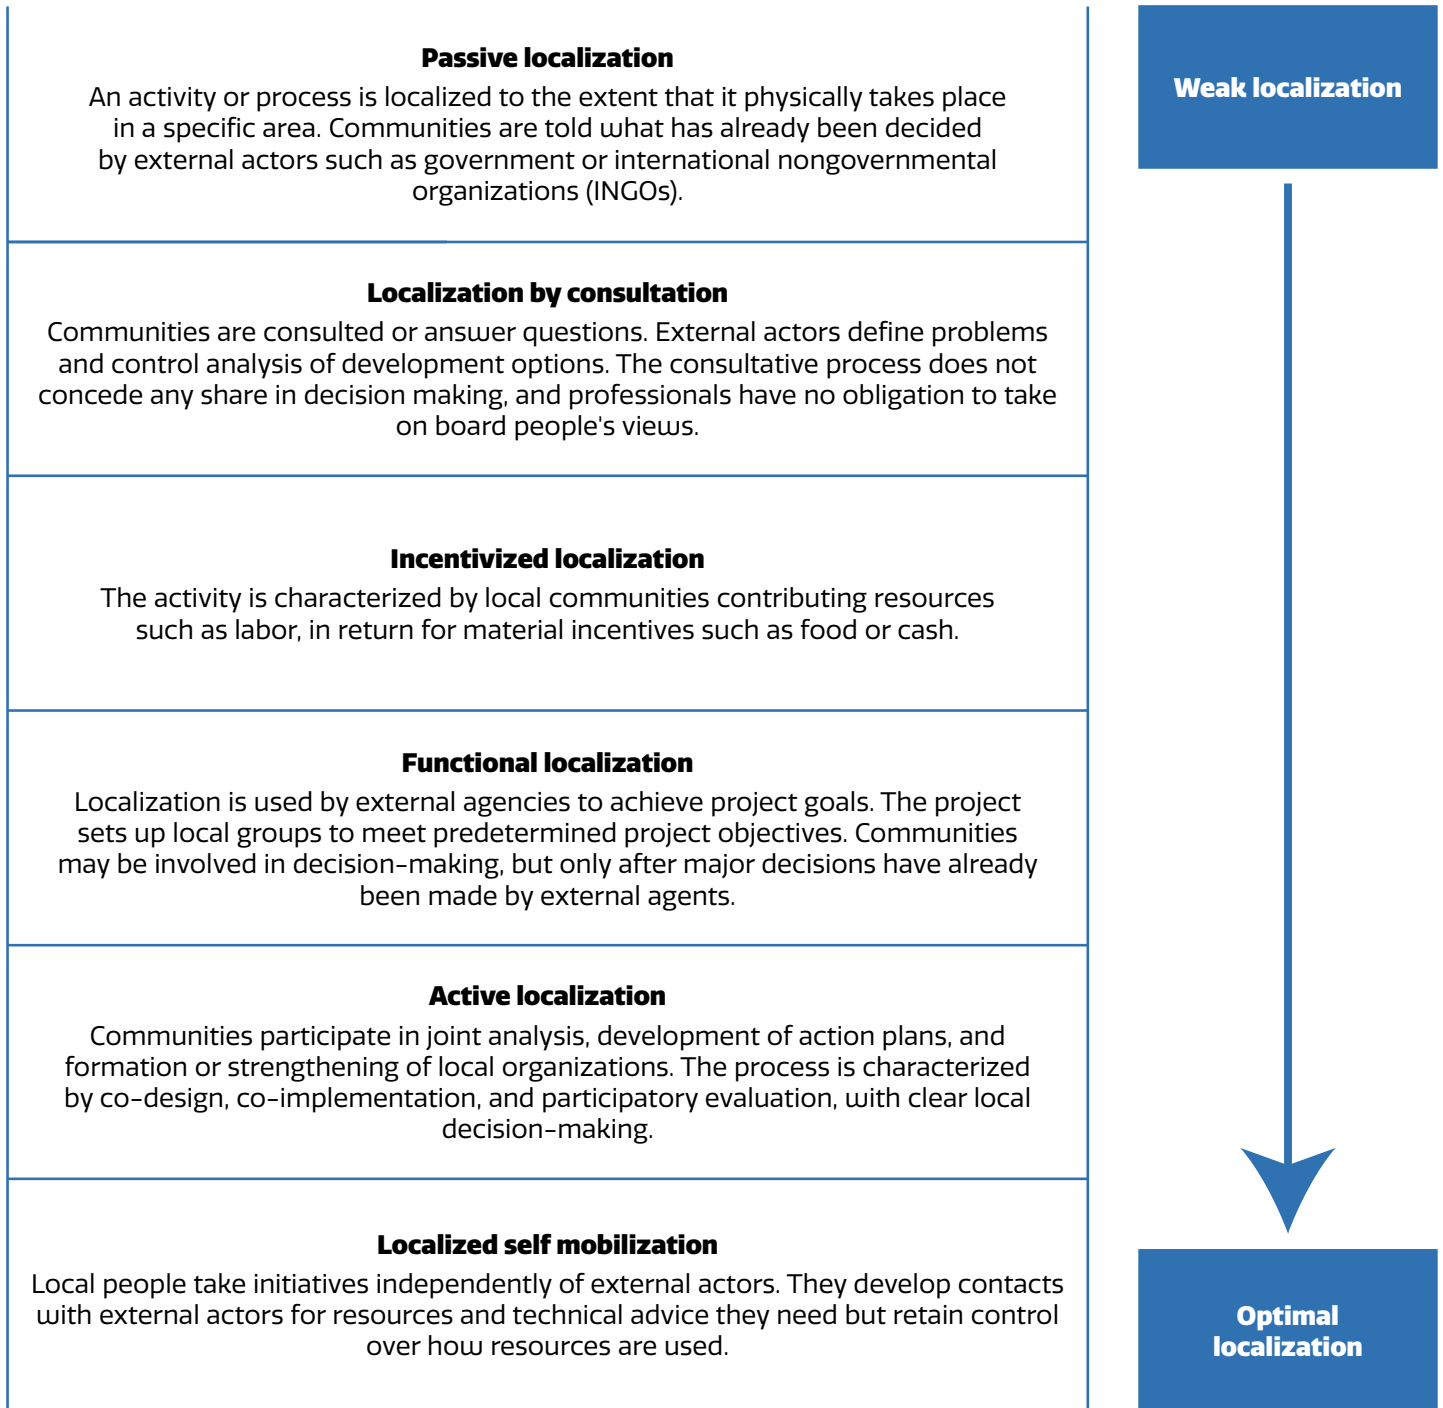 Passive localization
An activity or process is localized to the extent that it physically takes place
in a specific area. Communities are told what has already been decided
by external actors such as government or international nongovernmental
organizations (INGOs).
Weak localization
Localization by consultation
Communities are consulted or answer questions. External actors define problems
and control analysis of development options. The consultative process does not
concede any share in decision making, and professionals have no obligation to take
on board people's views.
Incentivized localization
The activity is characterized by local communities contributing resources
such as labor, in return for material incentives such as food or cash.
Functional localization
Localization is used by external agencies to achieve project goals. The project
sets up local groups to meet predetermined project objectives. Communities
may be involved in decision-making, but only after major decisions have already
been made by external agents.
Active localization
Communities participate in joint analysis, development of action plans, and
formation or strengthening of local organizations. The process is characterized
by co-design, co-implementation, and participatory evaluation, with clear local
decision-making.
Localized self mobilization
Local people take initiatives independently of external actors. They develop contacts
with external actors for resources and technical advice they need but retain control
over how resources are used.
Optimal
localization